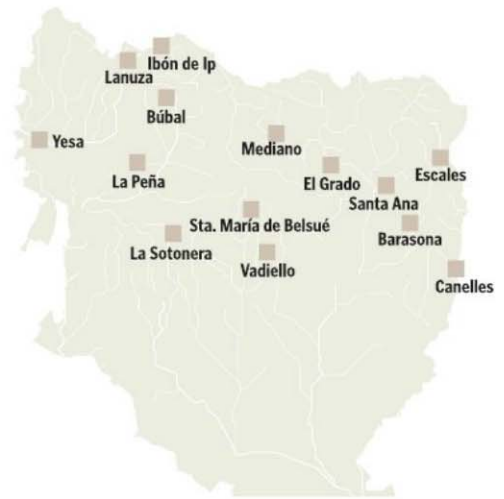 Ibón de Ip
Lanuza
Búbal
Yesa
Mediano
La Peña
El Grado
Escales
Santa Ana
Sta. María de Belsué
Barasona
La Sotonera
Vadiello
Canelles